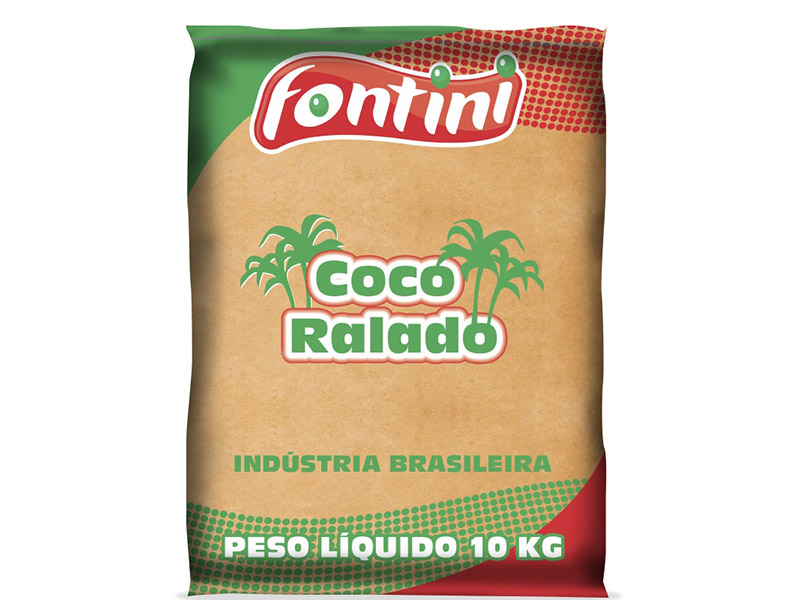 fontini
Coco
Ralado
INDÚSTRIA BRASILEIRA
PESO LÍQUIDO 10 KG